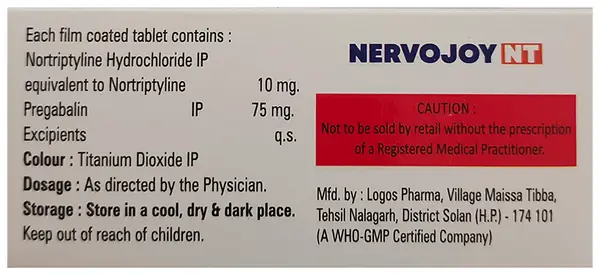 Each film coated tablet contains :
Nortriptyline Hydrochloride IP
equivalent to Nortriptyline 10 mg.
Pregabalin IP 75 mg.
Excipients q.s.
Colour : Titanium Dioxide IP
Dosage : As directed by the Physician.
Storage : Store in a cool, dry & dark place.
Keep out of reach of children.
NERVOJOY NT
CAUTION :
Not to be sold by retail without the prescription
of a Registered Medical Practitioner.
Mfd. by : Logos Pharma, Village Maissa Tibba,
Tehsil Nalagarh, District Solan (H.P.) - 174 101
(A WHO-GMP Certified Company)